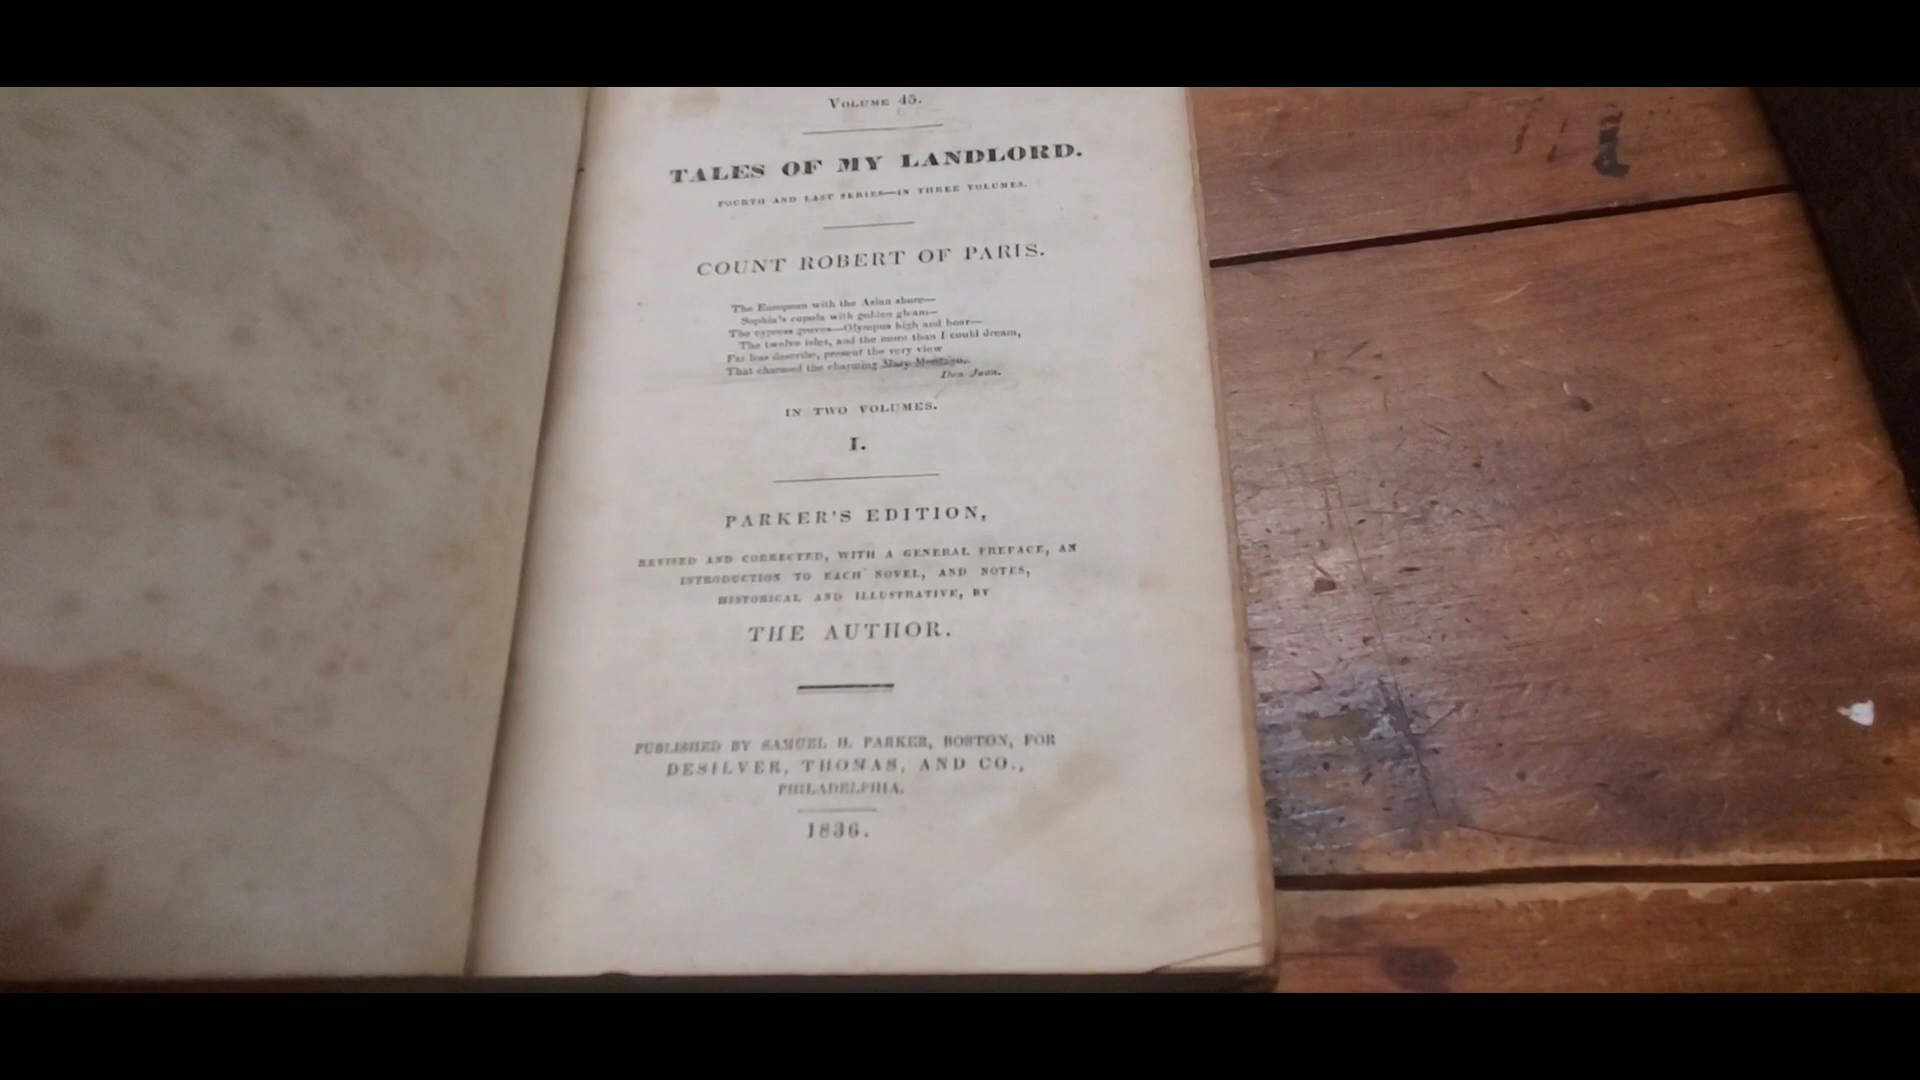 VOLUME 45.
TALES OF MY LANDLORD.
FOURTH AND LAST SERIES—IN THREE VOLUMES.
COUNT ROBERT OF PARIS.
The European with the Asian shore—
Sophia's cupola with golden gleam—
The cypress groves—Olympus high and hoar—
The twelve isles, and the more than I could dream,
Far less describe, present the very view
That charmed the charming Mary Montagu.
Don Juan.
IN TWO VOLUMES.
I.
PARKER'S EDITION,
REVISED AND CORRECTED, WITH A GENERAL PREFACE, AN
INTRODUCTION TO EACH NOVEL, AND NOTES,
HISTORICAL AND ILLUSTRATIVE, BY
THE AUTHOR.
PUBLISHED BY SAMUEL H. PARKER, BOSTON, FOR
DESILVER, THOMAS, AND CO.,
PHILADELPHIA.
1836.